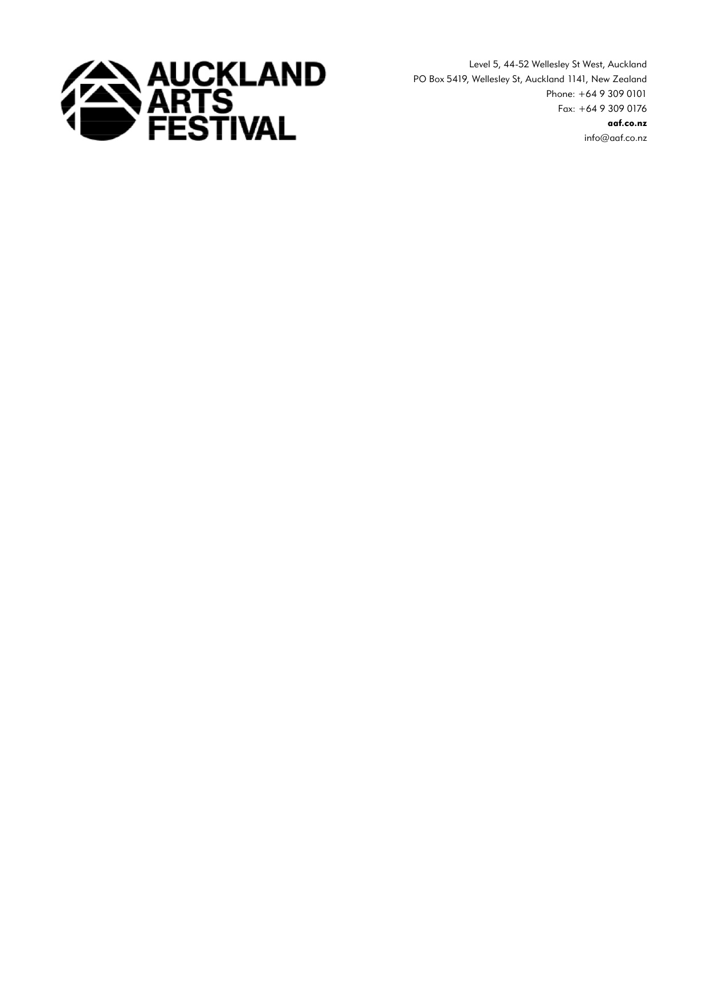 AUCKLAND
ARTS
FESTIVAL
Level 5, 44-52 Wellesley St West, Auckland
PO Box 5419, Wellesley St, Auckland 1141, New Zealand
Phone: +64 9 309 0101
Fax: +64 9 309 0176
aaf.co.nz
info@aaf.co.nz